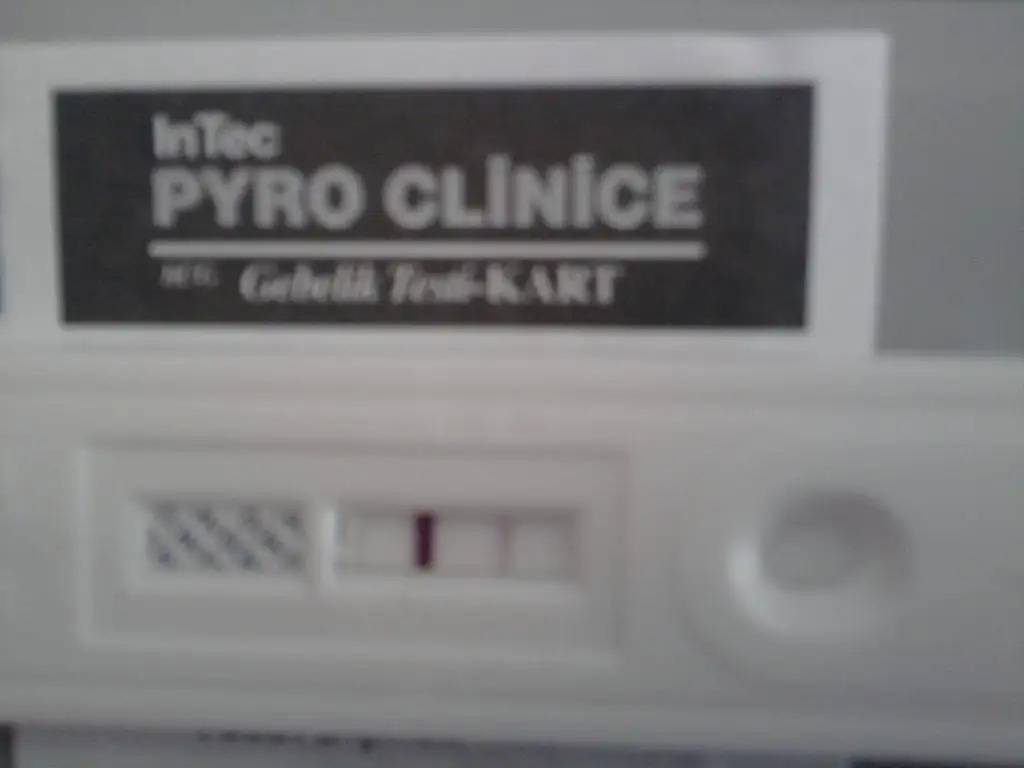 InTec
PYRO CLİNİCE
Gebelik Testi-KART